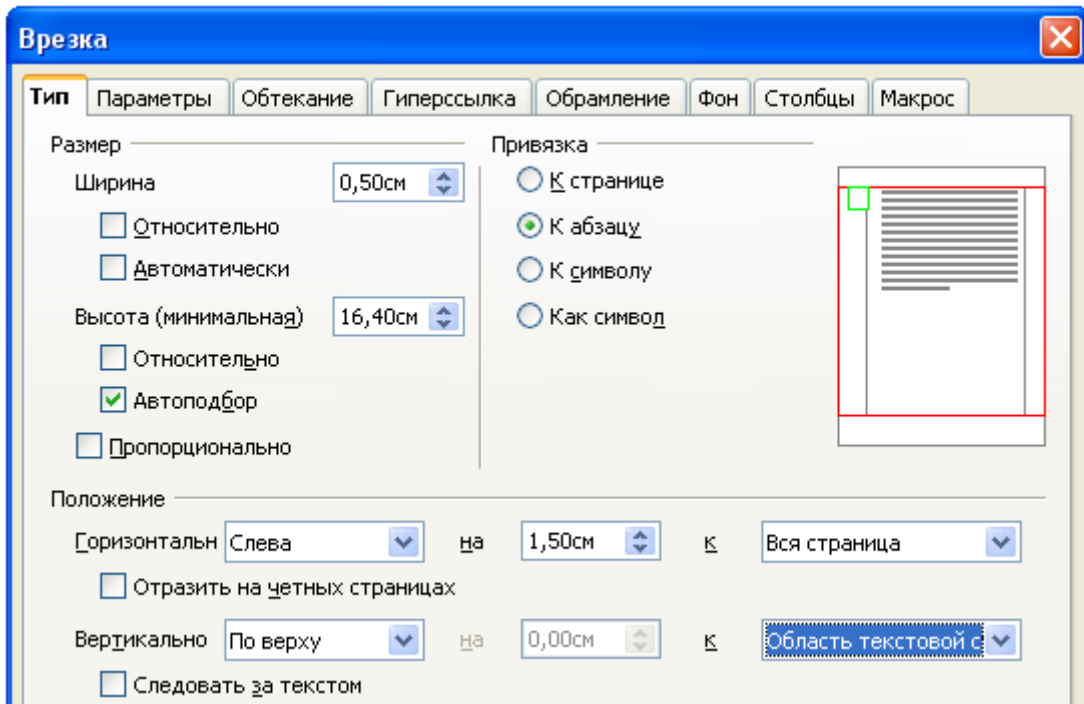 Врезка
Тип Параметры Обтекание Гиперссылка Обрамление Фон Столбцы Макрос
Размер Привязка
Ширина 0,50см К странице
Относительно К абзацу
Автоматически К символу
Высота (минимальная) 16,40см Как символ
Относительно
Автоподбор
Пропорционально
Положение
Горизонтальн Слева на 1,50см к Вся страница
Отразить на четных страницах
Вертикально По верху на 0,00см к Область текстовой с
Следовать за текстом